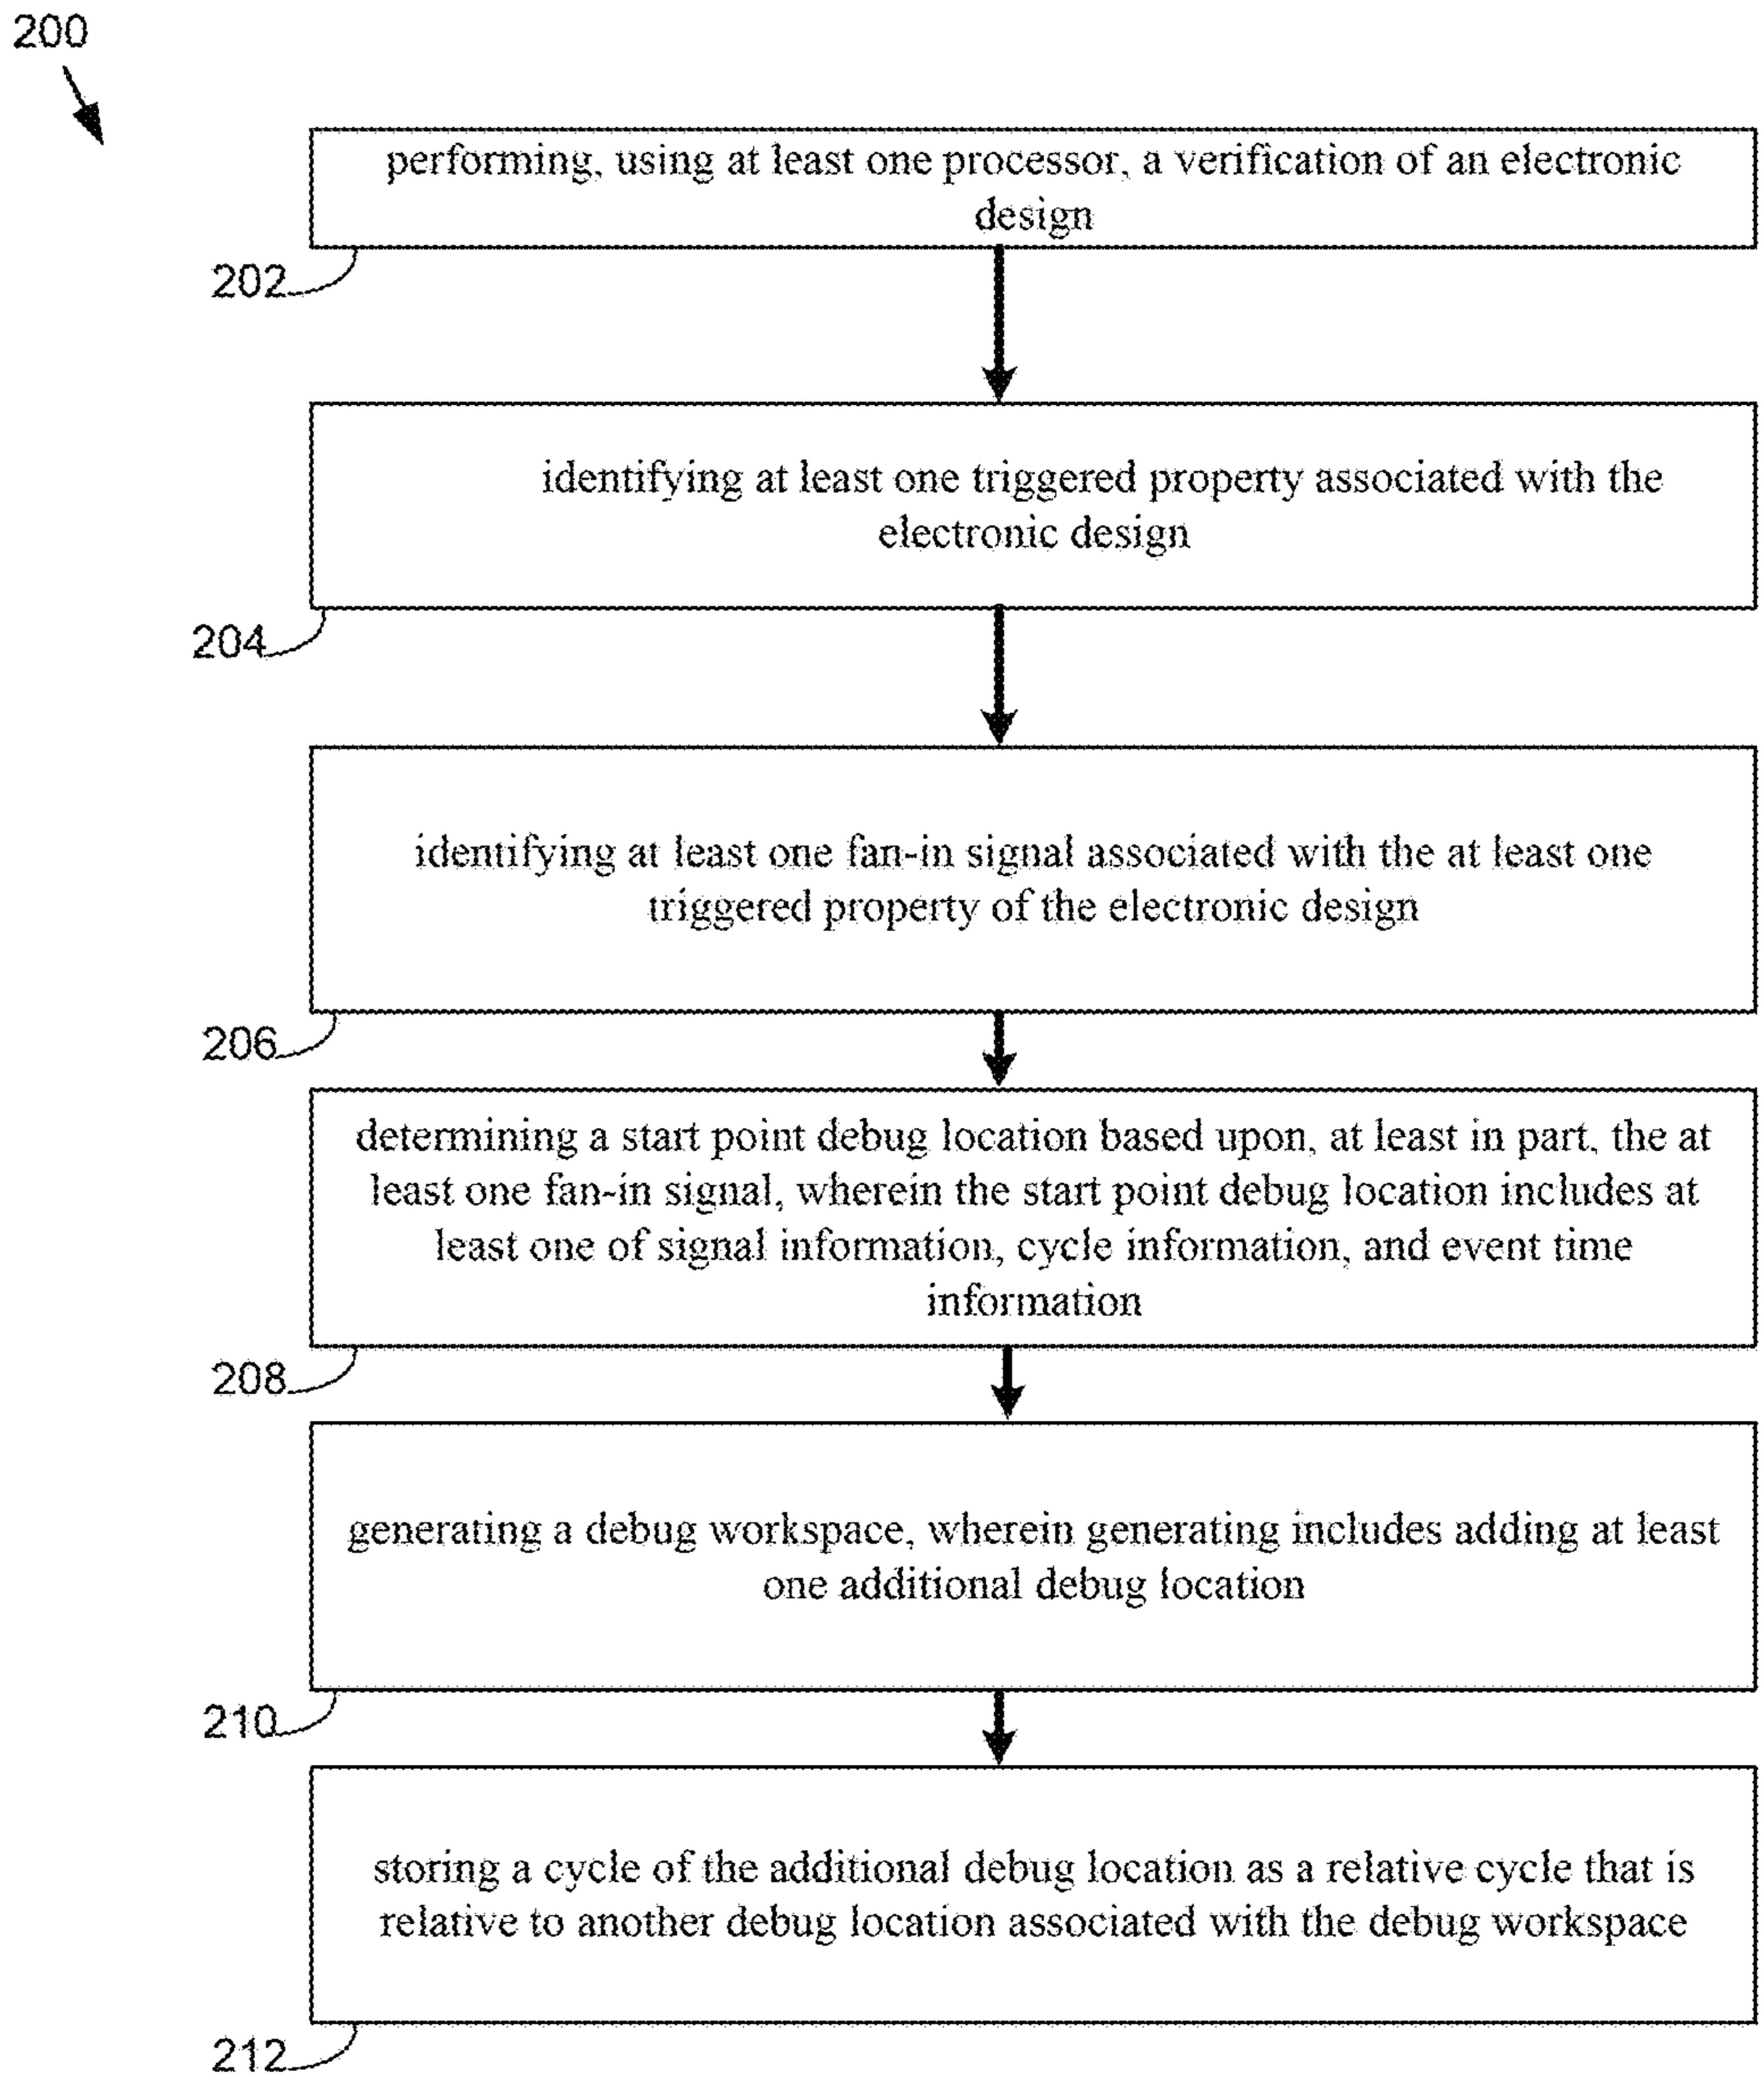 200
performing, using at least one processor, a verification of an electronic
design
202
identifying at least one triggered property associated with the
electronic design
204
identifying at least one fan-in signal associated with the at least one
triggered property of the electronic design
206
determining a start point debug location based upon, at least in part, the at
least one fan-in signal, wherein the start point debug location includes at
least one of signal information, cycle information, and event time
information
208
generating a debug workspace, wherein generating includes adding at least
one additional debug location
210
storing a cycle of the additional debug location as a relative cycle that is
relative to another debug location associated with the debug workspace
212